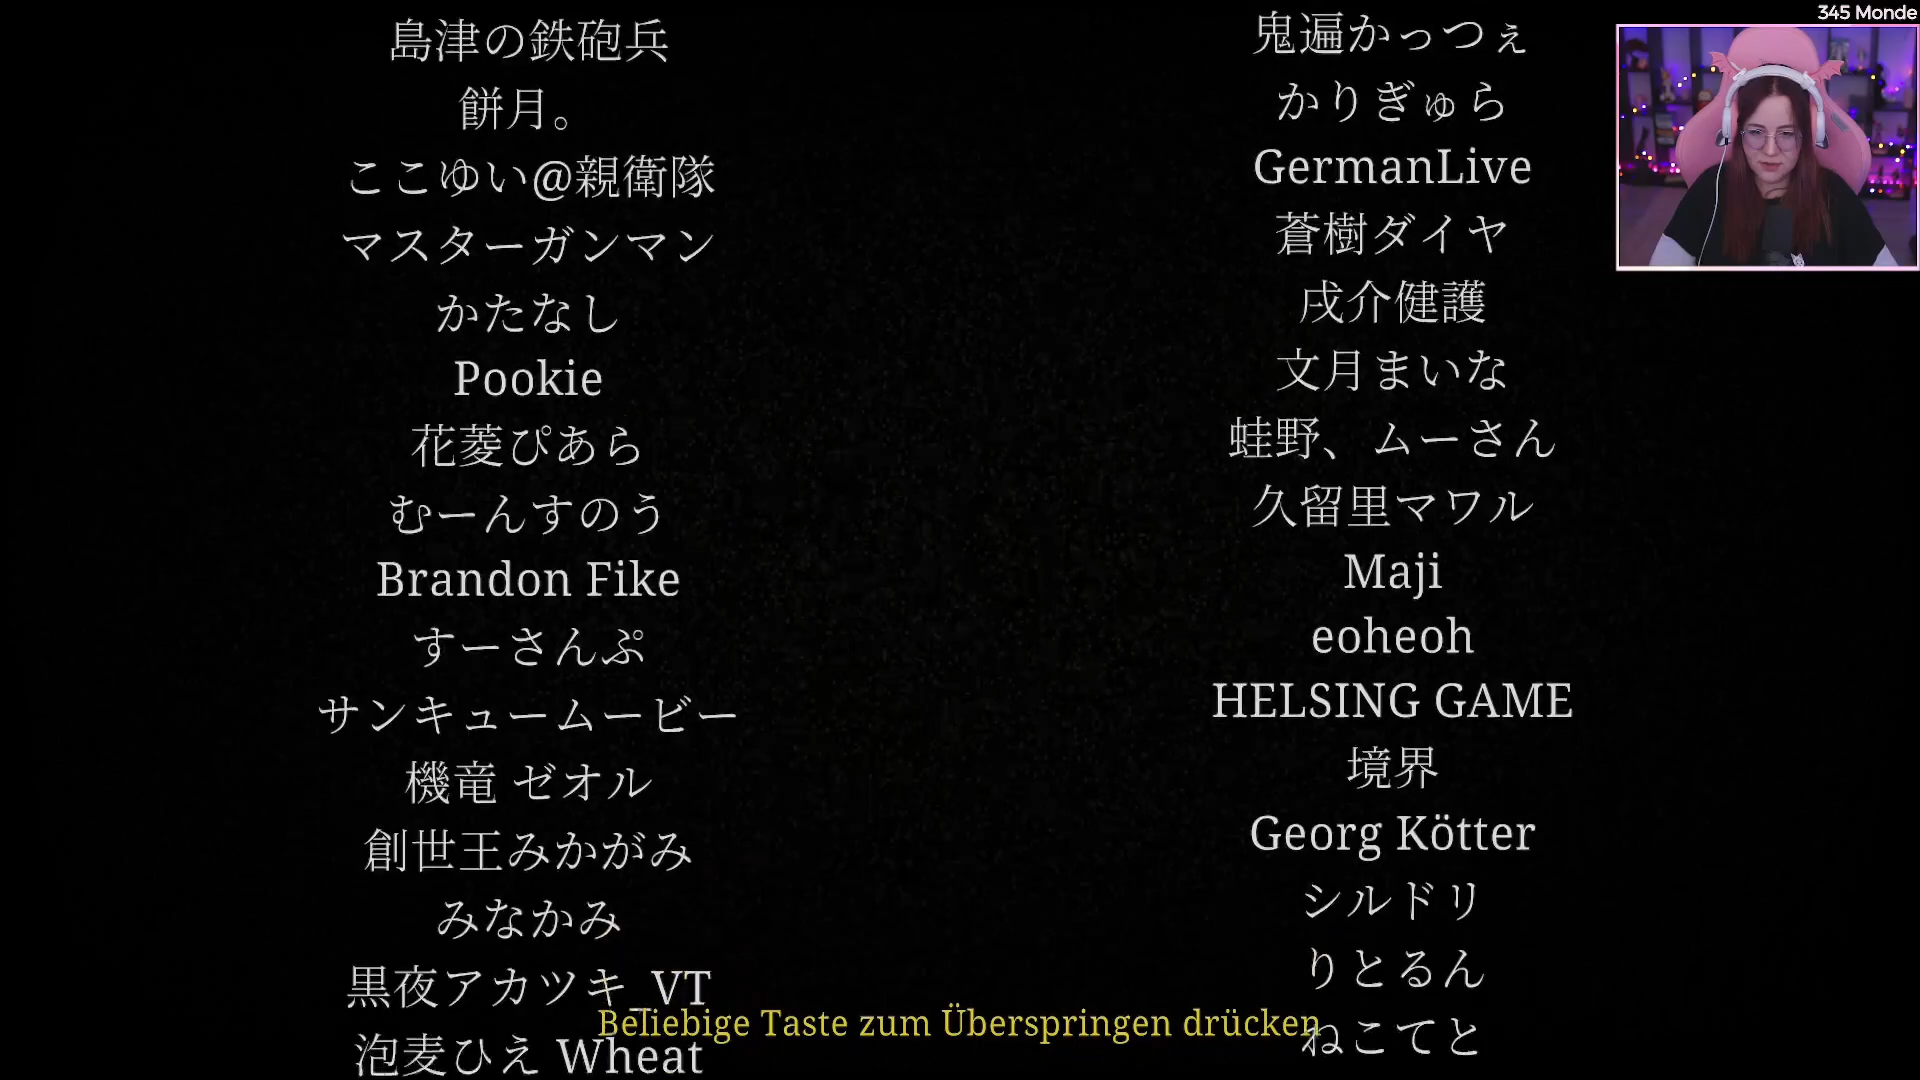 345 Monde
島津の鉄砲兵
餅月。
ここゆい@親衛隊
マスターガンマン
かたなし
Pookie
花菱ぴあら
むーんすのう
Brandon Fike
すーさんぷ
サンキュームービー
機竜 ゼオル
創世王みかがみ
みなかみ
黒夜アカツキ_VT
泡麦ひえ Wheat
鬼遍かっつぇ
かりぎゅら
GermanLive
蒼樹ダイヤ
戌介健護
文月まいな
蛙野、ムーさん
久留里マワル
Maji
eoheoh
HELSING GAME
境界
Georg Kötter
シルドリ
りとるん
ねこてと
Beliebige Taste zum Überspringen drücken